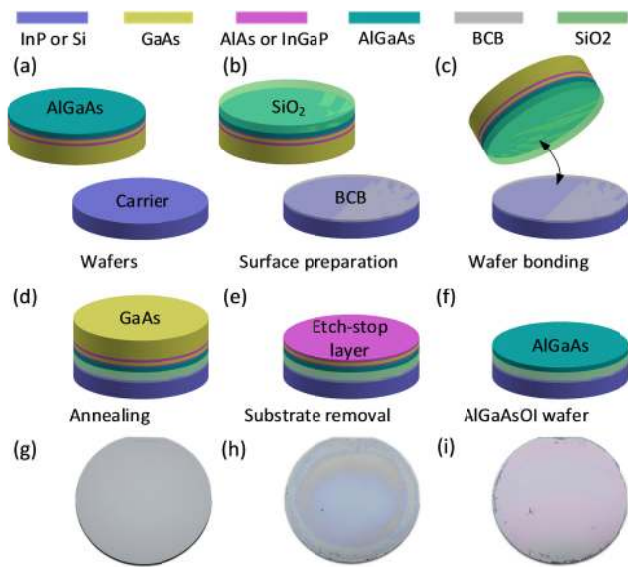 InP or Si GaAs AlAs or InGaP AlGaAs BCB SiO2
(a) (b) (c)
AlGaAs SiO₂
Carrier BCB
Wafers Surface preparation Wafer bonding
(d) (e) (f)
GaAs Etch-stop layer AlGaAs
Annealing Substrate removal AlGaAsOI wafer
(g) (h) (i)